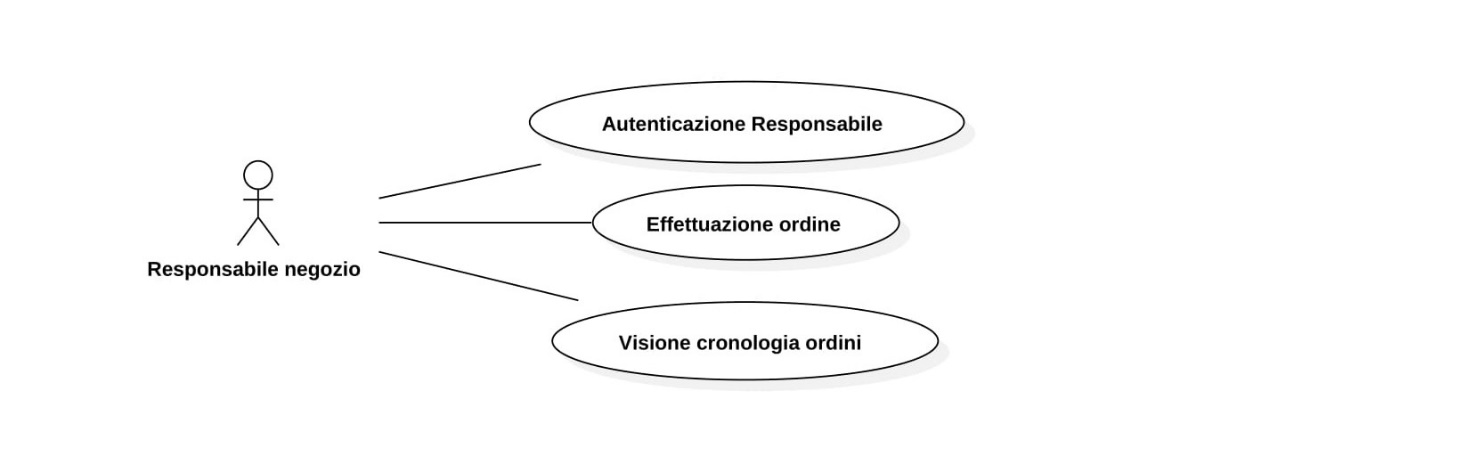 Autenticazione Responsabile
Effettuazione ordine
Responsabile negozio
Visione cronologia ordini